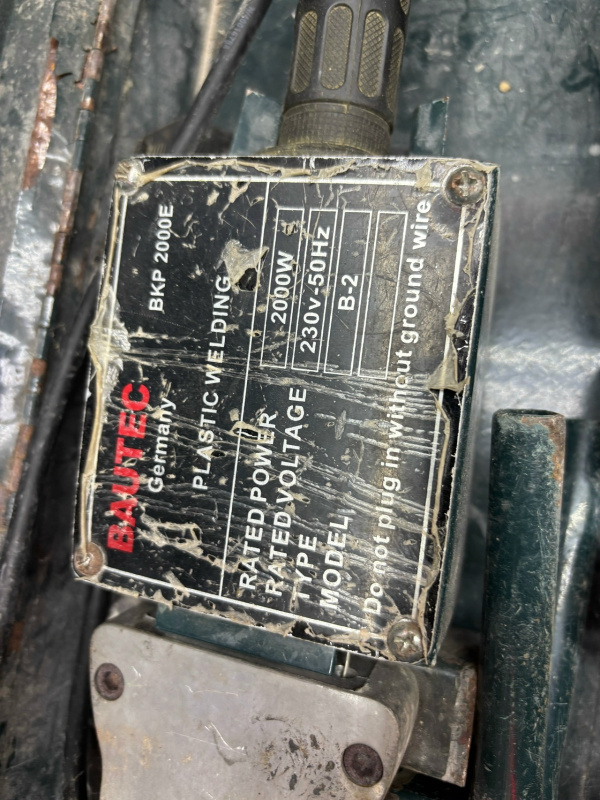 BAUTEC
Germany
BKP 2000E
PLASTIC WELDING
RATED POWER 2000W
RATED VOLTAGE 230v-50Hz
TYPE B-2
MODEL
Do not plug in without ground wire